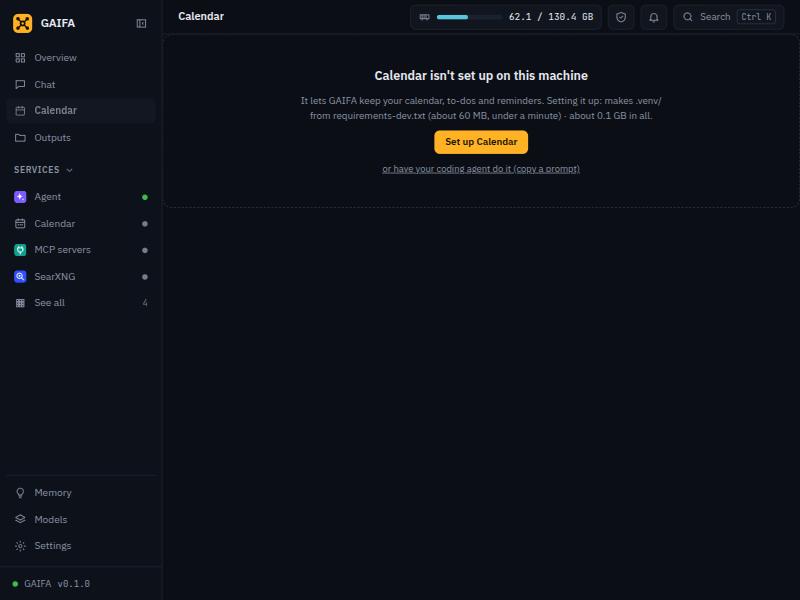 GAIFA
Calendar
62.1 / 130.4 GB
Search
Ctrl K
Overview
Chat
Calendar
Outputs
SERVICES
Agent
Calendar
MCP servers
SearXNG
See all
4
Calendar isn't set up on this machine
It lets GAIFA keep your calendar, to-dos and reminders. Setting it up: makes .venv/
from requirements-dev.txt (about 60 MB, under a minute) · about 0.1 GB in all.
Set up Calendar
or have your coding agent do it (copy a prompt)
Memory
Models
Settings
GAIFA v0.1.0